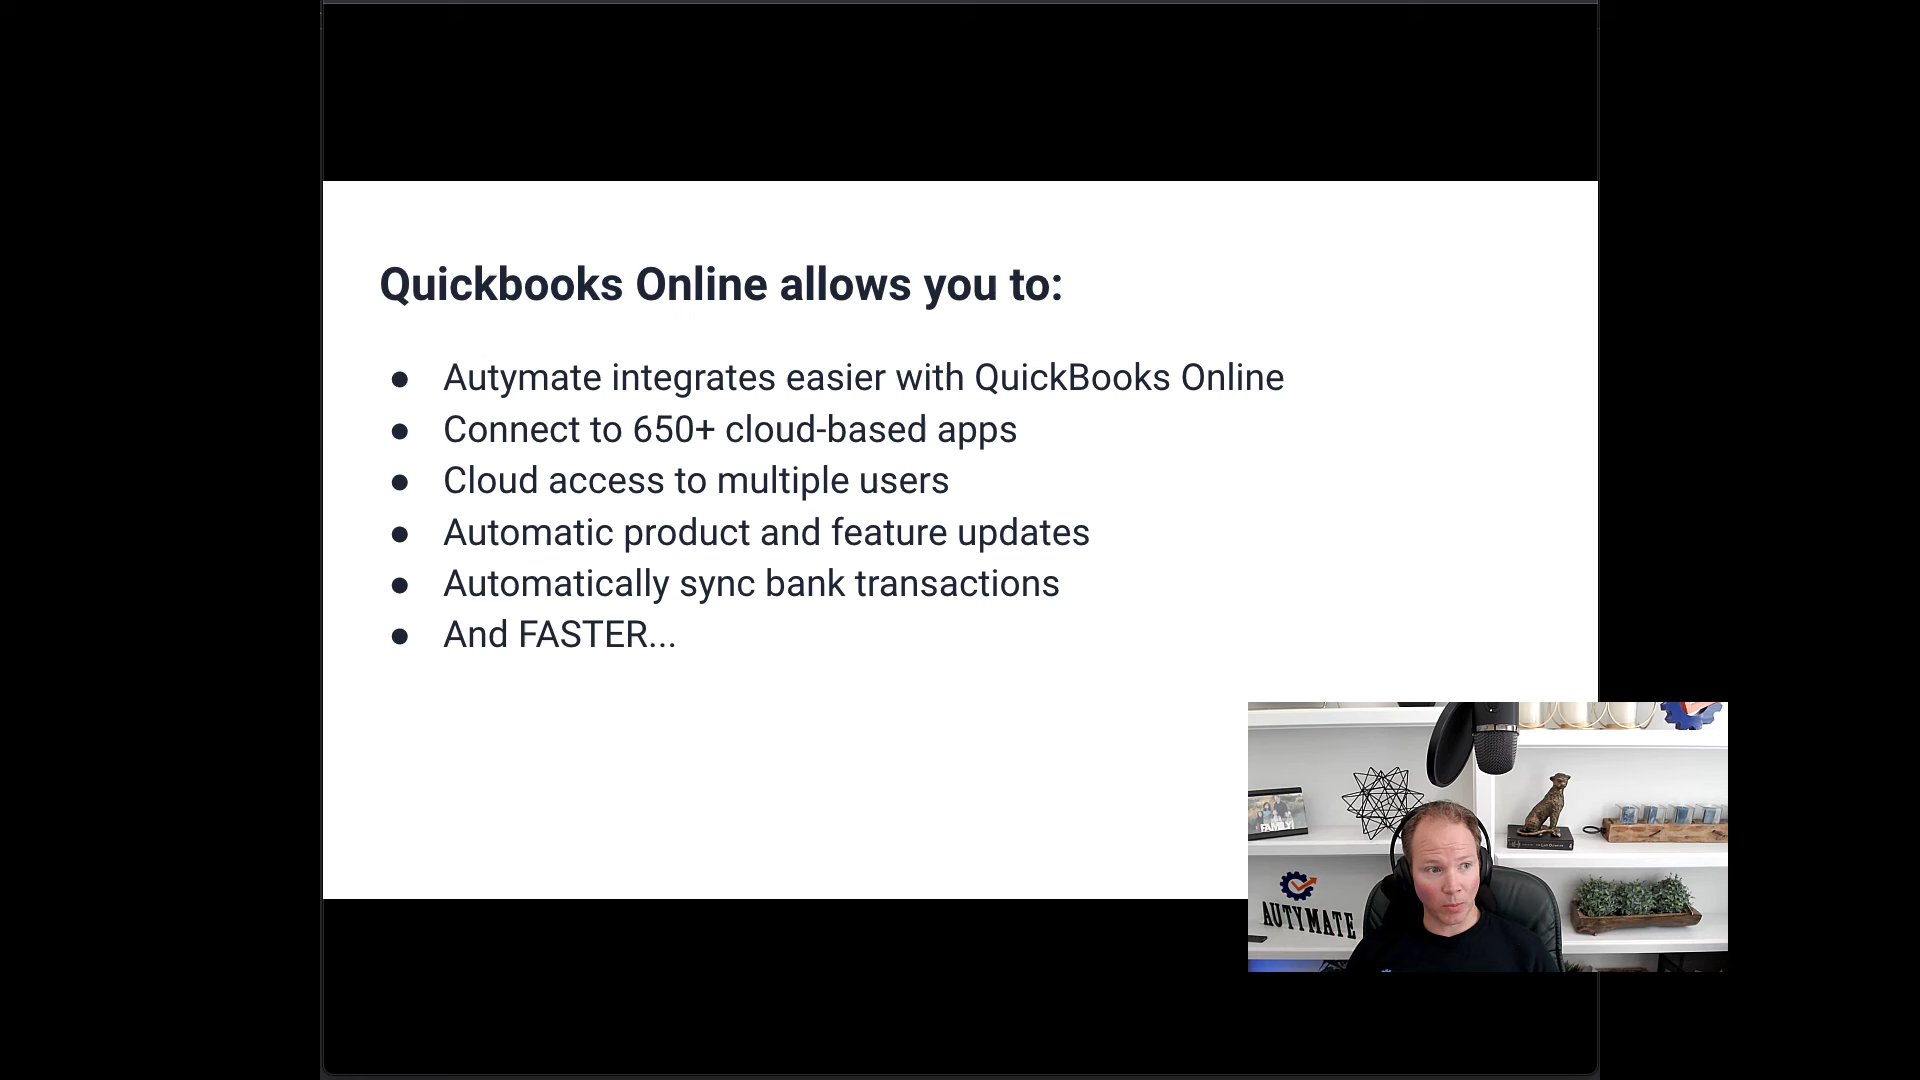 Quickbooks Online allows you to:
● Autymate integrates easier with QuickBooks Online
● Connect to 650+ cloud-based apps
● Cloud access to multiple users
● Automatic product and feature updates
● Automatically sync bank transactions
● And FASTER...
FAMILY
AUTYMATE